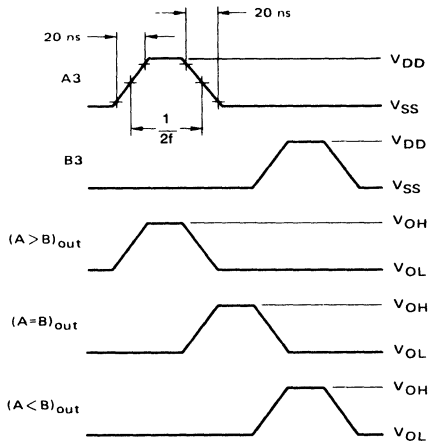 20 ns
20 ns
A3
VDD
VSS
1
2f
B3
VDD
VSS
(A>B)out
VOH
VOL
(A=B)out
VOH
VOL
(A<B)out
VOH
VOL